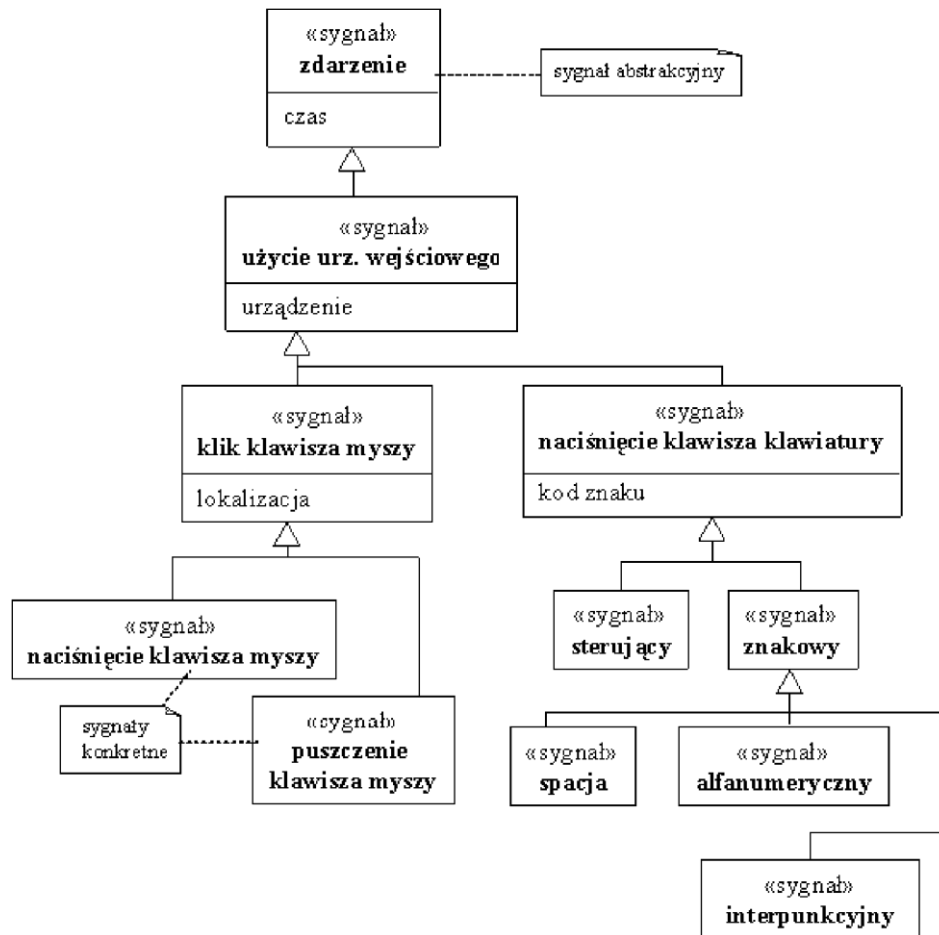 «sygnał»
zdarzenie
czas
sygnał abstrakcyjny
«sygnał»
użycie urz. wejściowego
urządzenie
«sygnał»
klik klawisza myszy
lokalizacja
«sygnał»
naciśnięcie klawisza klawiatury
kod znaku
«sygnał»
naciśnięcie klawisza myszy
«sygnał»
sterujący
«sygnał»
znakowy
sygnały
konkretne
«sygnał»
puszczenie
klawisza myszy
«sygnał»
spacja
«sygnał»
alfanumeryczny
«sygnał»
interpunkcyjny